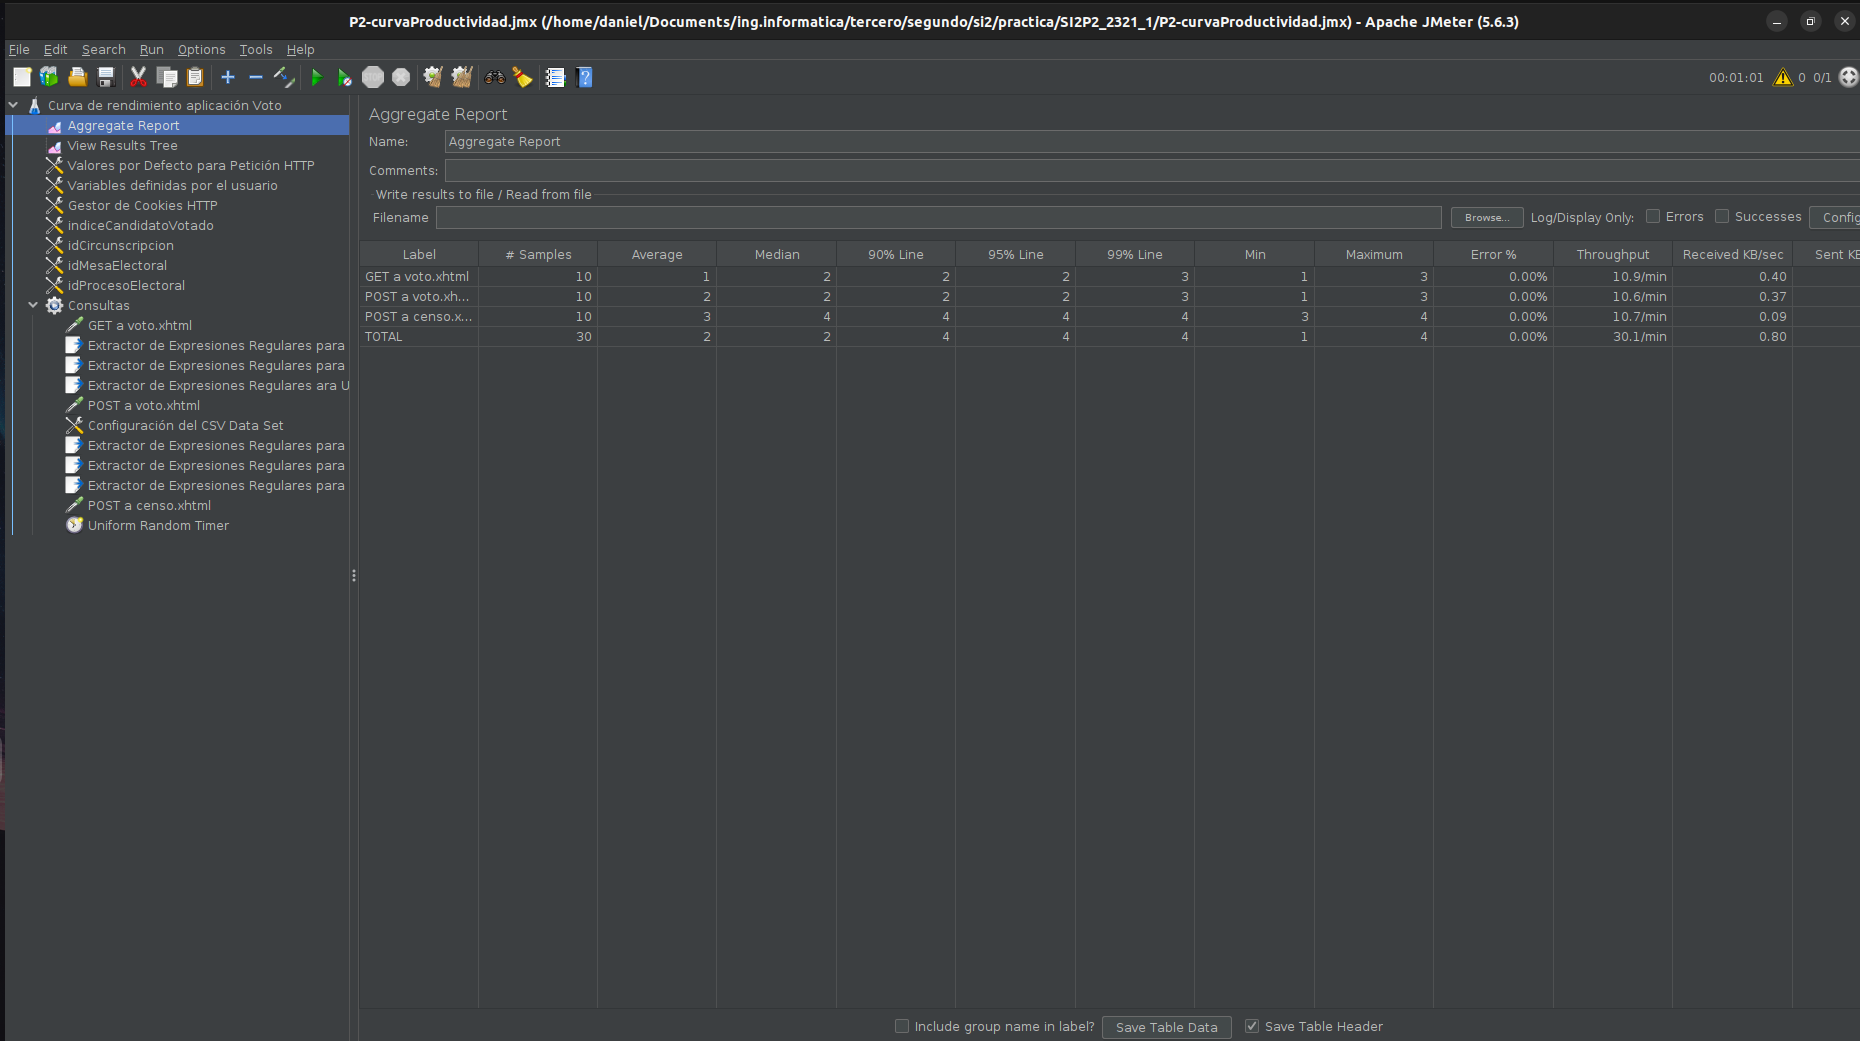 P2-curvaProductividad.jmx (/home/daniel/Documents/ing.informatica/tercero/segundo/si2/practica/SI2P2_2321_1/P2-curvaProductividad.jmx) - Apache JMeter (5.6.3)
File Edit Search Run Options Tools Help
00:01:01 0 0/1
Curva de rendimiento aplicación Voto
Aggregate Report
View Results Tree
Valores por Defecto para Petición HTTP
Variables definidas por el usuario
Gestor de Cookies HTTP
indiceCandidatoVotado
idCircunscripcion
idMesaElectoral
idProcesoElectoral
Consultas
GET a voto.xhtml
Extractor de Expresiones Regulares para
Extractor de Expresiones Regulares para
Extractor de Expresiones Regulares ara U
POST a voto.xhtml
Configuración del CSV Data Set
Extractor de Expresiones Regulares para
Extractor de Expresiones Regulares para
Extractor de Expresiones Regulares para
POST a censo.xhtml
Uniform Random Timer
Aggregate Report
Name: Aggregate Report
Comments:
Write results to file / Read from file
Filename Browse... Log/Display Only: Errors Successes Config
Label # Samples Average Median 90% Line 95% Line 99% Line Min Maximum Error % Throughput Received KB/sec Sent KB
GET a voto.xhtml 10 1 2 2 2 3 1 3 0.00% 10.9/min 0.40
POST a voto.xh... 10 2 2 2 2 3 1 3 0.00% 10.6/min 0.37
POST a censo.x... 10 3 4 4 4 4 3 4 0.00% 10.7/min 0.09
TOTAL 30 2 2 4 4 4 1 4 0.00% 30.1/min 0.80
Include group name in label? Save Table Data Save Table Header